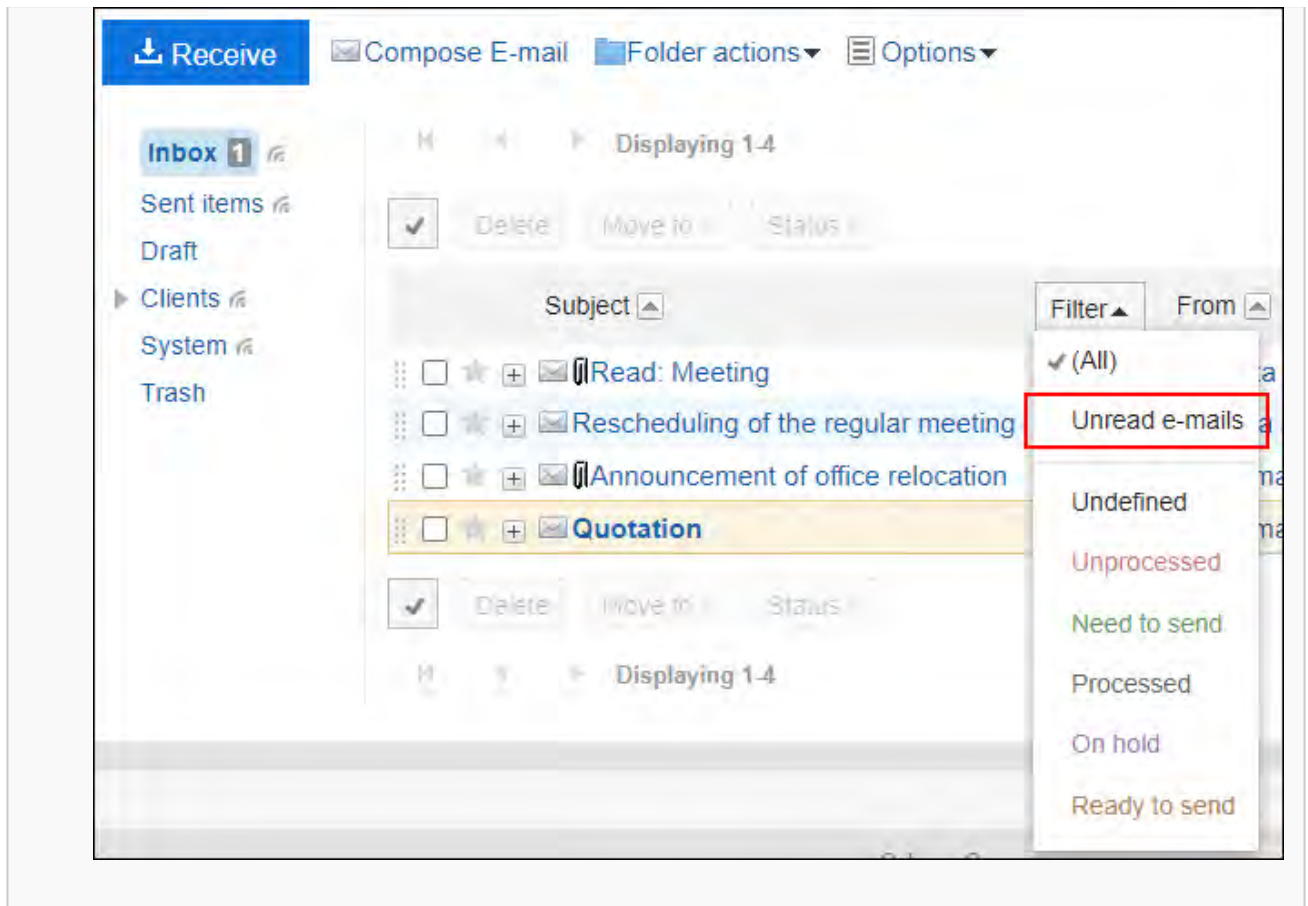 Receive Compose E-mail Folder actions Options
Inbox 1
Sent items
Draft
Clients
System
Trash
Displaying 1-4
Delete Move to Status
Subject Filter From
Read: Meeting
Rescheduling of the regular meeting
Announcement of office relocation
Quotation
Delete Move to Status
Displaying 1-4
(All)
Unread e-mails
Undefined
Unprocessed
Need to send
Processed
On hold
Ready to send